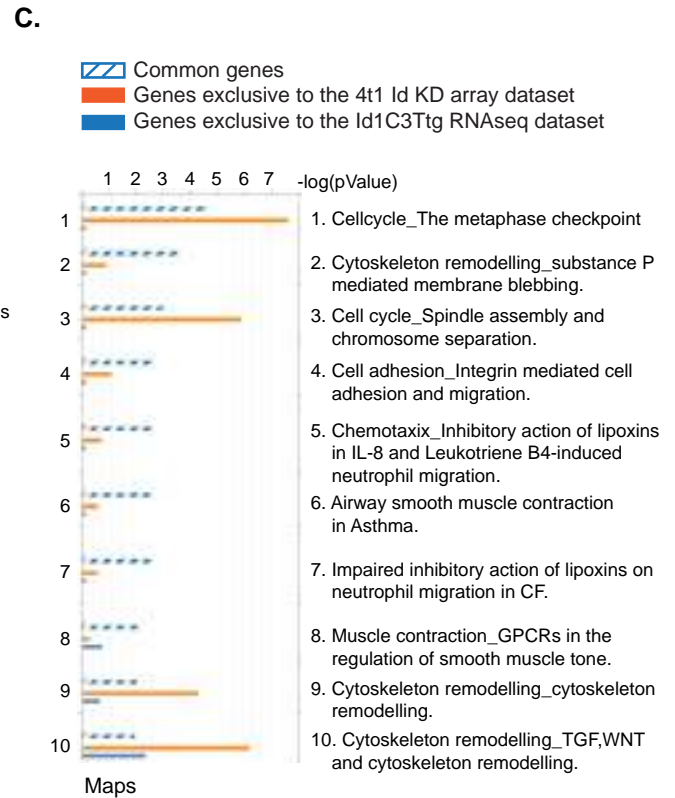 C.
Common genes
Genes exclusive to the 4t1 Id KD array dataset
Genes exclusive to the Id1C3Ttg RNAseq dataset
1 2 3 4 5 6 7 -log(pValue)
1
2
s
3
4
5
6
7
8
9
10
Maps
1. Cellcycle_The metaphase checkpoint
2. Cytoskeleton remodelling_substance P
mediated membrane blebbing.
3. Cell cycle_Spindle assembly and
chromosome separation.
4. Cell adhesion_Integrin mediated cell
adhesion and migration.
5. Chemotaxix_Inhibitory action of lipoxins
in IL-8 and Leukotriene B4-induced
neutrophil migration.
6. Airway smooth muscle contraction
in Asthma.
7. Impaired inhibitory action of lipoxins on
neutrophil migration in CF.
8. Muscle contraction_GPCRs in the
regulation of smooth muscle tone.
9. Cytoskeleton remodelling_cytoskeleton
remodelling.
10. Cytoskeleton remodelling_TGF,WNT
and cytoskeleton remodelling.